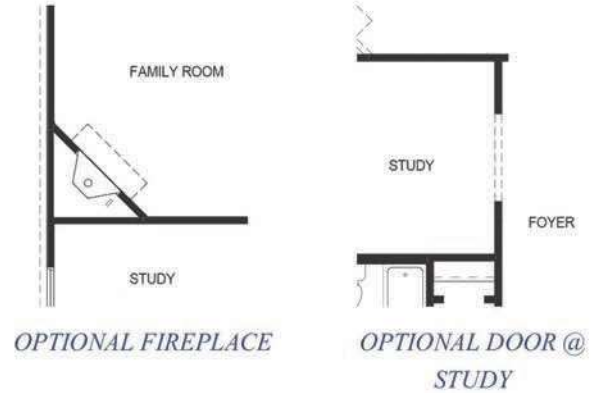 FAMILY ROOM
STUDY
OPTIONAL FIREPLACE
STUDY
FOYER
OPTIONAL DOOR @
STUDY